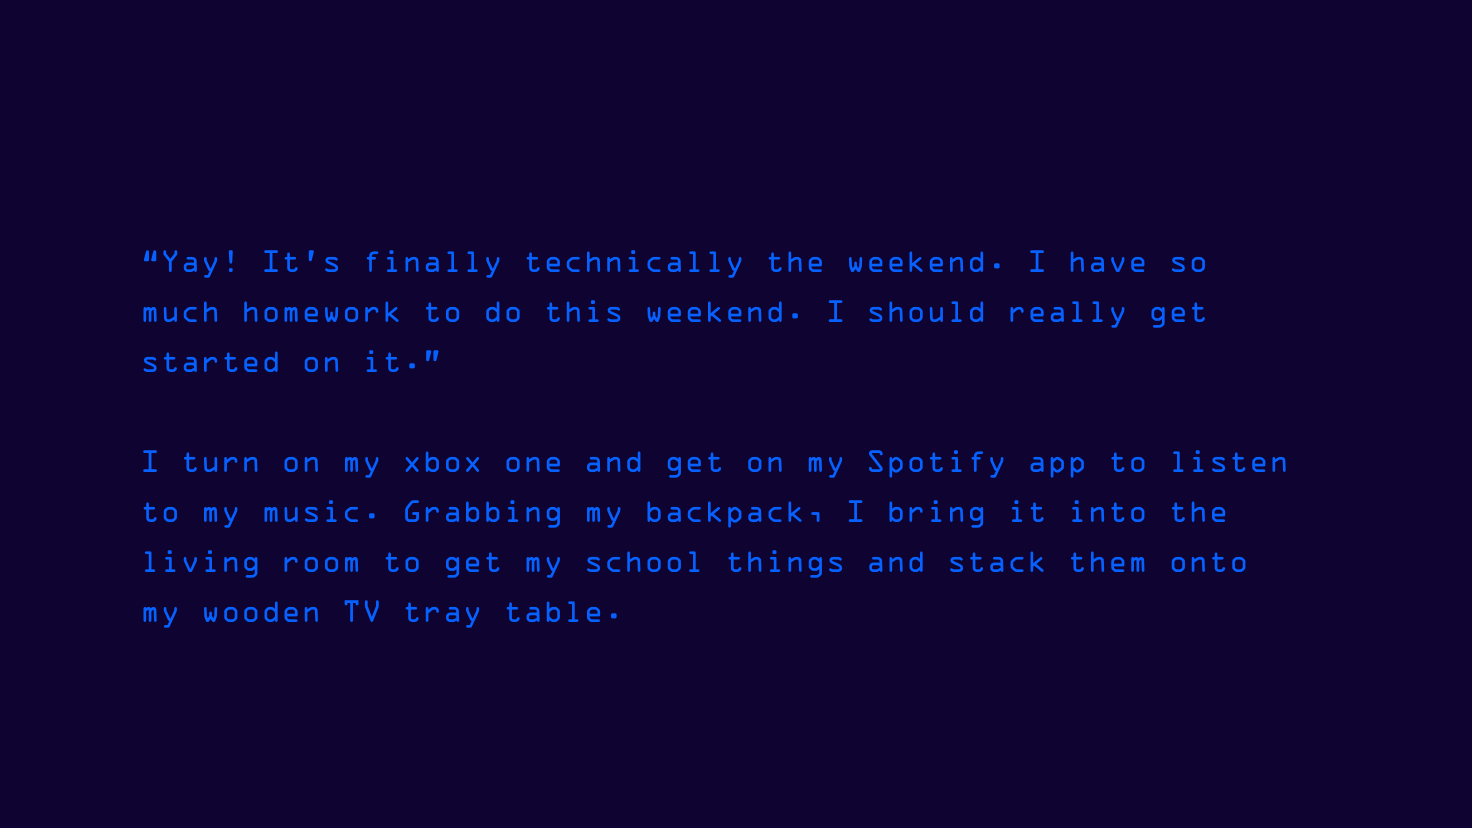 “Yay! It's finally technically the weekend. I have so
much homework to do this weekend. I should really get
started on it.”
I turn on my xbox one and get on my Spotify app to listen
to my music. Grabbing my backpack, I bring it into the
living room to get my school things and stack them onto
my wooden TV tray table.